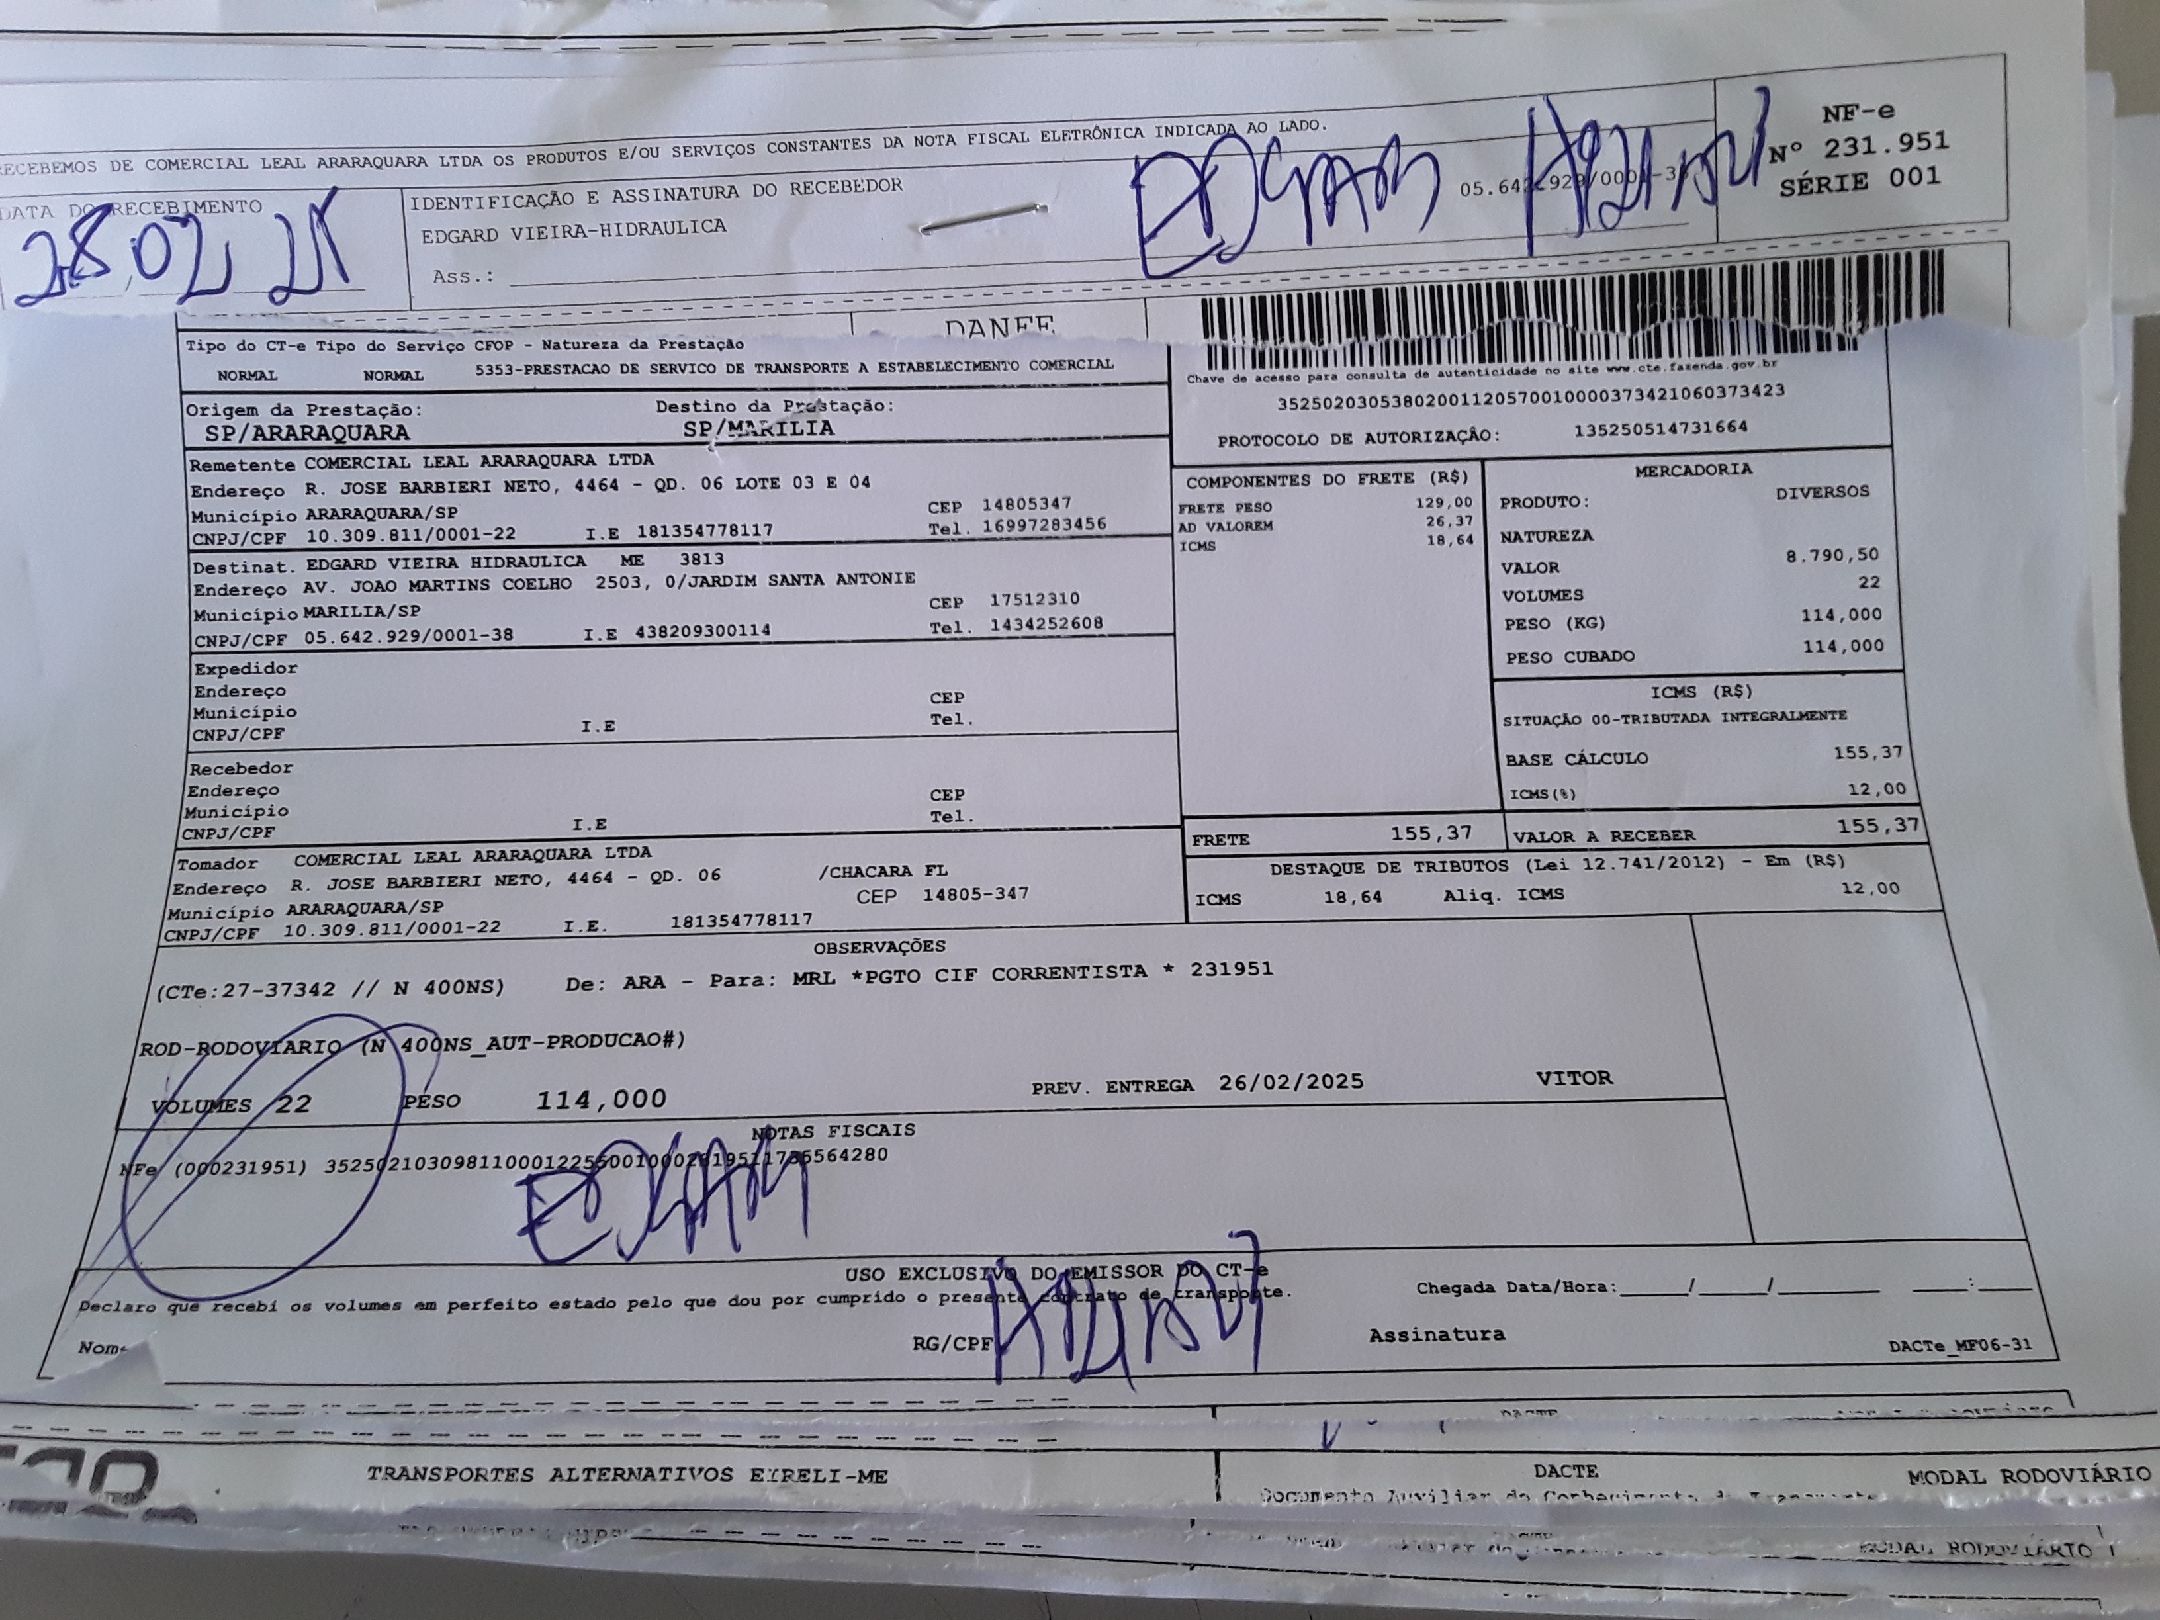 RECEBEMOS DE COMERCIAL LEAL ARARAQUARA LTDA OS PRODUTOS E/OU SERVIÇOS CONSTANTES DA NOTA FISCAL ELETRÔNICA INDICADA AO LADO.
NF-e
Nº 231.951
SÉRIE 001
DATA DO RECEBIMENTO
28 02 25
IDENTIFICAÇÃO E ASSINATURA DO RECEBEDOR
EDGARD VIEIRA-HIDRAULICA
Ass.:
DANFE
Tipo do CT-e Tipo do Serviço CFOP - Natureza da Prestação
NORMAL NORMAL 5353-PRESTACAO DE SERVICO DE TRANSPORTE A ESTABELECIMENTO COMERCIAL
Chave de acesso para consulta de autenticidade no site www.cte.fazenda.gov.br
35250203053802001120570010000373421060373423
PROTOCOLO DE AUTORIZAÇÂO: 135250514731664
Origem da Prestação: Destino da Prestação:
SP/ARARAQUARA SP/MARILIA
Remetente COMERCIAL LEAL ARARAQUARA LTDA
Endereço R. JOSE BARBIERI NETO, 4464 - QD. 06 LOTE 03 E 04
Município ARARAQUARA/SP CEP 14805347
CNPJ/CPF 10.309.811/0001-22 I.E 181354778117 Tel. 16997283456
Destinat. EDGARD VIEIRA HIDRAULICA ME 3813
Endereço AV. JOAO MARTINS COELHO 2503, 0/JARDIM SANTA ANTONIE
Município MARILIA/SP CEP 17512310
CNPJ/CPF 05.642.929/0001-38 I.E 438209300114 Tel. 1434252608
Expedidor
Endereço
Município CEP
CNPJ/CPF I.E Tel.
Recebedor
Endereço
Município CEP
CNPJ/CPF I.E Tel.
Tomador COMERCIAL LEAL ARARAQUARA LTDA
Endereço R. JOSE BARBIERI NETO, 4464 - QD. 06 /CHACARA FL
Município ARARAQUARA/SP CEP 14805-347
CNPJ/CPF 10.309.811/0001-22 I.E. 181354778117
COMPONENTES DO FRETE (R$)
FRETE PESO 129,00
AD VALOREM 26,37
ICMS 18,64
MERCADORIA
PRODUTO: DIVERSOS
NATUREZA
VALOR 8.790,50
VOLUMES 22
PESO (KG) 114,000
PESO CUBADO 114,000
ICMS (R$)
SITUAÇÃO 00-TRIBUTADA INTEGRALMENTE
BASE CÁLCULO 155,37
ICMS(%) 12,00
FRETE 155,37 VALOR A RECEBER 155,37
DESTAQUE DE TRIBUTOS (Lei 12.741/2012) - Em (R$)
ICMS 18,64 Aliq. ICMS 12,00
OBSERVAÇÕES
(CTe:27-37342 // N 400NS) De: ARA - Para: MRL *PGTO CIF CORRENTISTA * 231951
ROD-RODOVIARIO (N 400NS_AUT-PRODUCAO#)
VOLUMES 22 PESO 114,000 PREV. ENTREGA 26/02/2025 VITOR
NOTAS FISCAIS
NFe (000231951)
USO EXCLUSIVO DO EMISSOR DO CT-e
Declaro que recebi os volumes em perfeito estado pelo que dou por cumprido o presente contrato de transporte. Chegada Data/Hora: / / :
RG/CPF Assinatura
DACTe_MF06-31
TRANSPORTES ALTERNATIVOS EIRELI-ME DACTE MODAL RODOVIÁRIO
MODAL RODOVIÁRIO